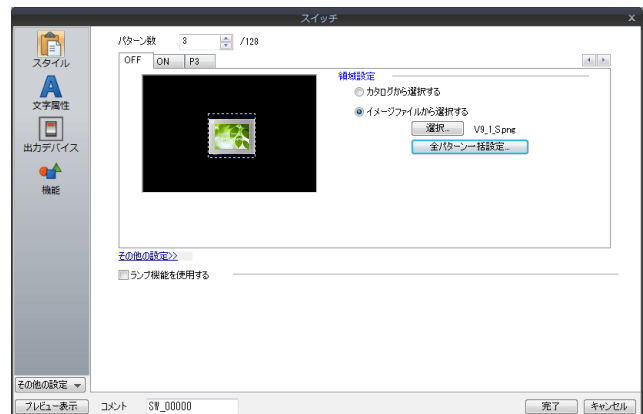 スイッチ
x
スタイル
文字属性
出力デバイス
機能
その他の設定
パターン数 3 /128
OFF ON P3
領域設定
カタログから選択する
イメージファイルから選択する
選択... V9_1_S.png
全パターン一括設定...
その他の設定>>
ランプ機能を使用する
プレビュー表示 コメント SW_00000 完了 キャンセル